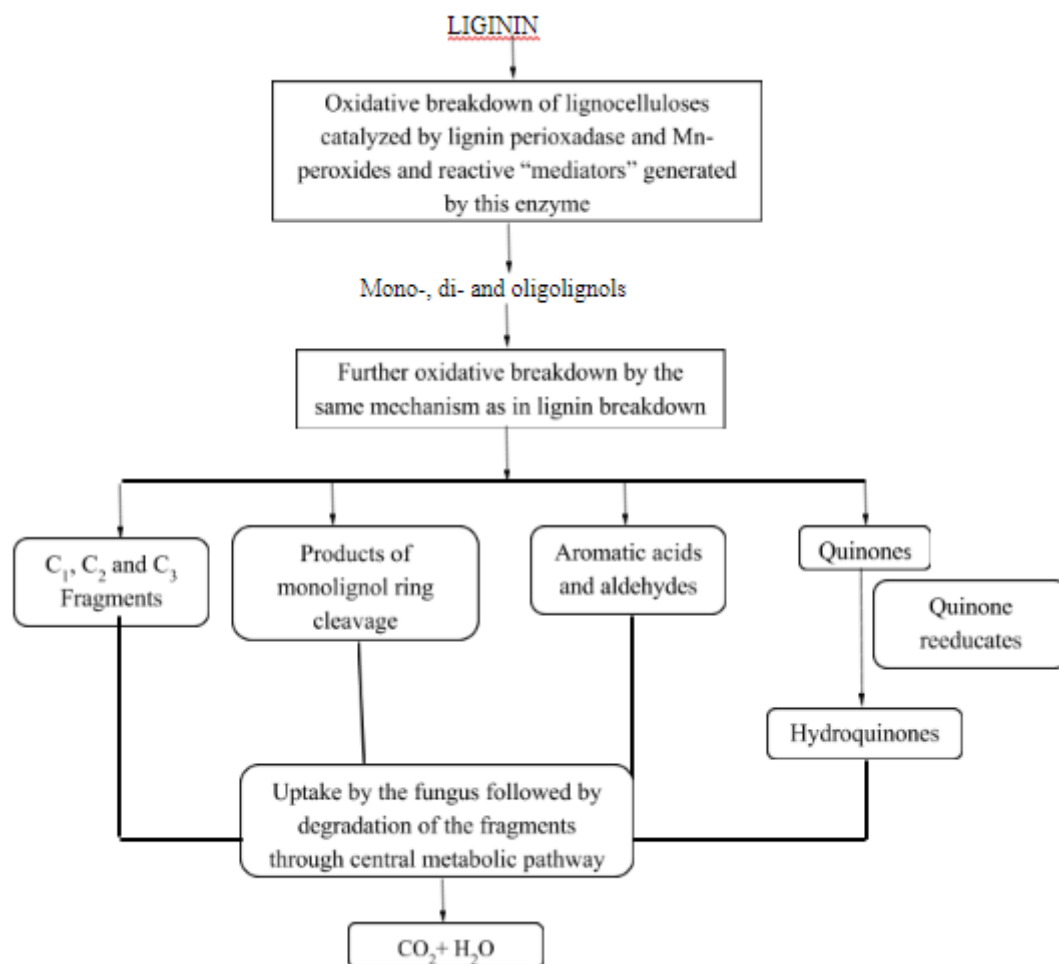 LIGININ
Oxidative breakdown of lignocelluloses
catalyzed by lignin perioxadase and Mn-
peroxides and reactive “mediators” generated
by this enzyme
Mono-, di- and oligolignols
Further oxidative breakdown by the
same mechanism as in lignin breakdown
C₁, C₂ and C₃
Fragments
Products of
monolignol ring
cleavage
Aromatic acids
and aldehydes
Quinones
Quinone
reeducates
Hydroquinones
Uptake by the fungus followed by
degradation of the fragments
through central metabolic pathway
CO₂+ H₂O